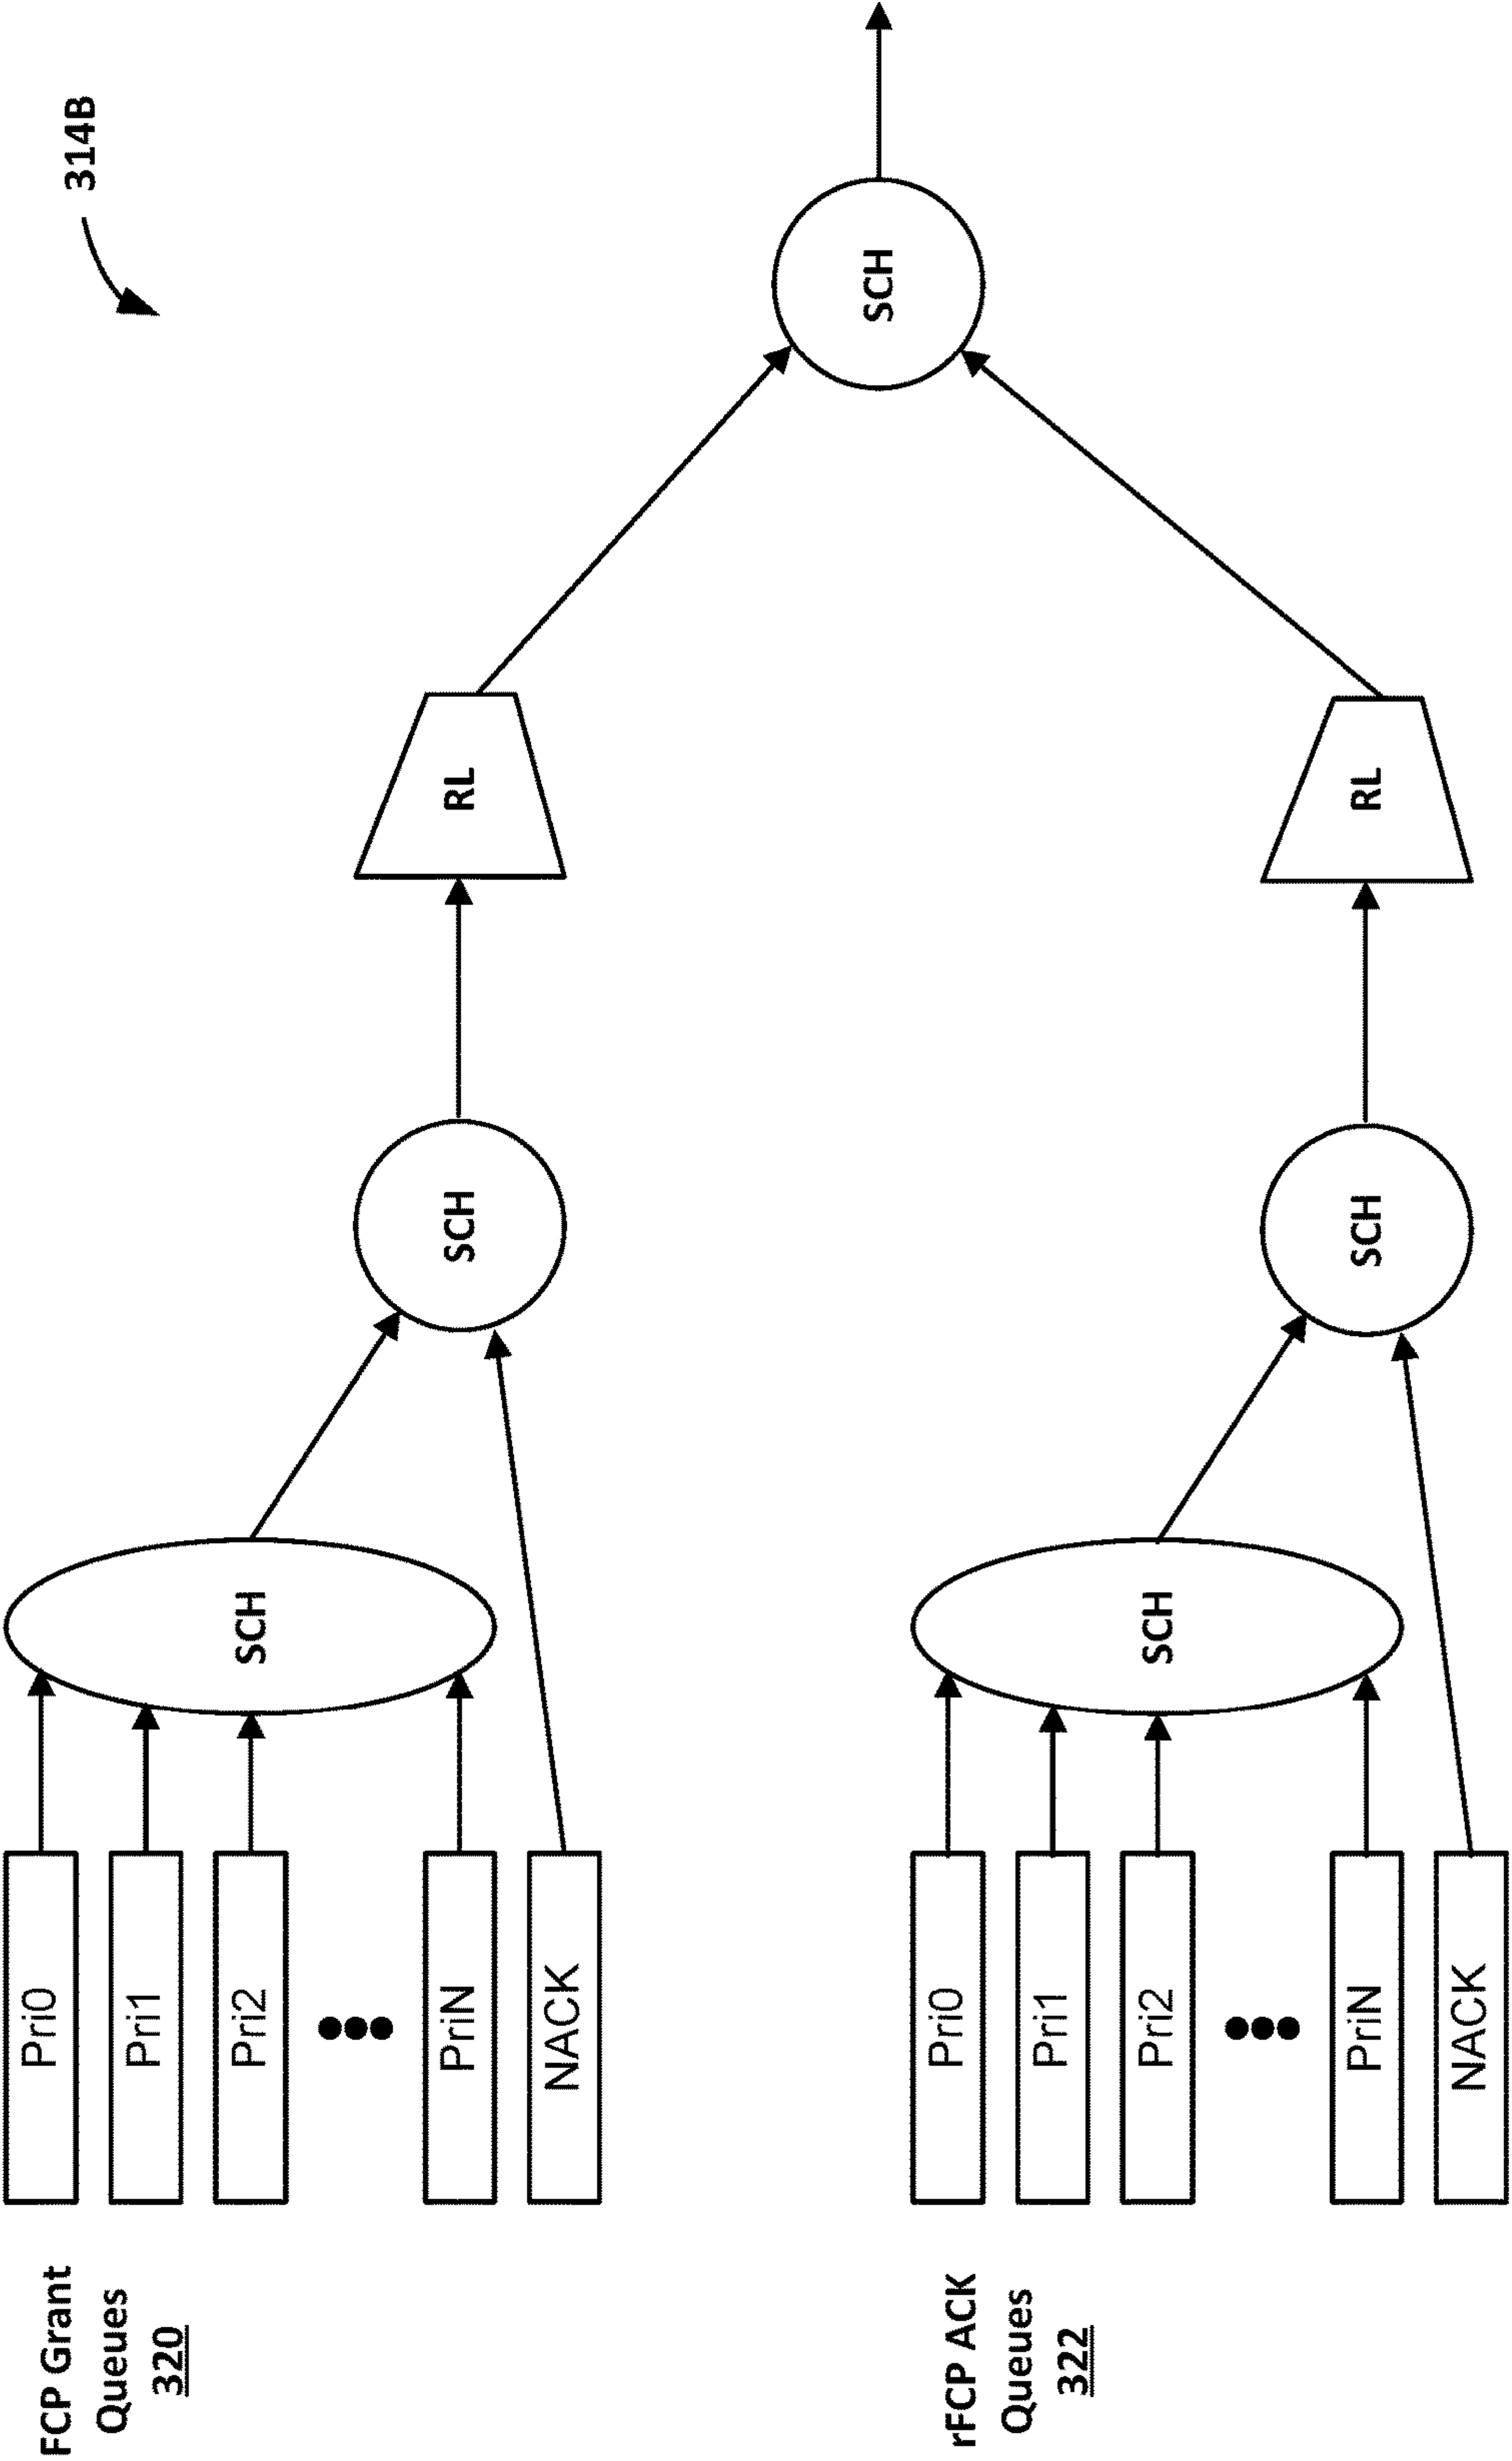 314B
FCP Grant
Queues
320
Pri0
Pri1
Pri2
PriN
NACK
SCH
SCH
RL
SCH
rFCP ACK
Queues
322
Pri0
Pri1
Pri2
PriN
NACK
SCH
SCH
RL